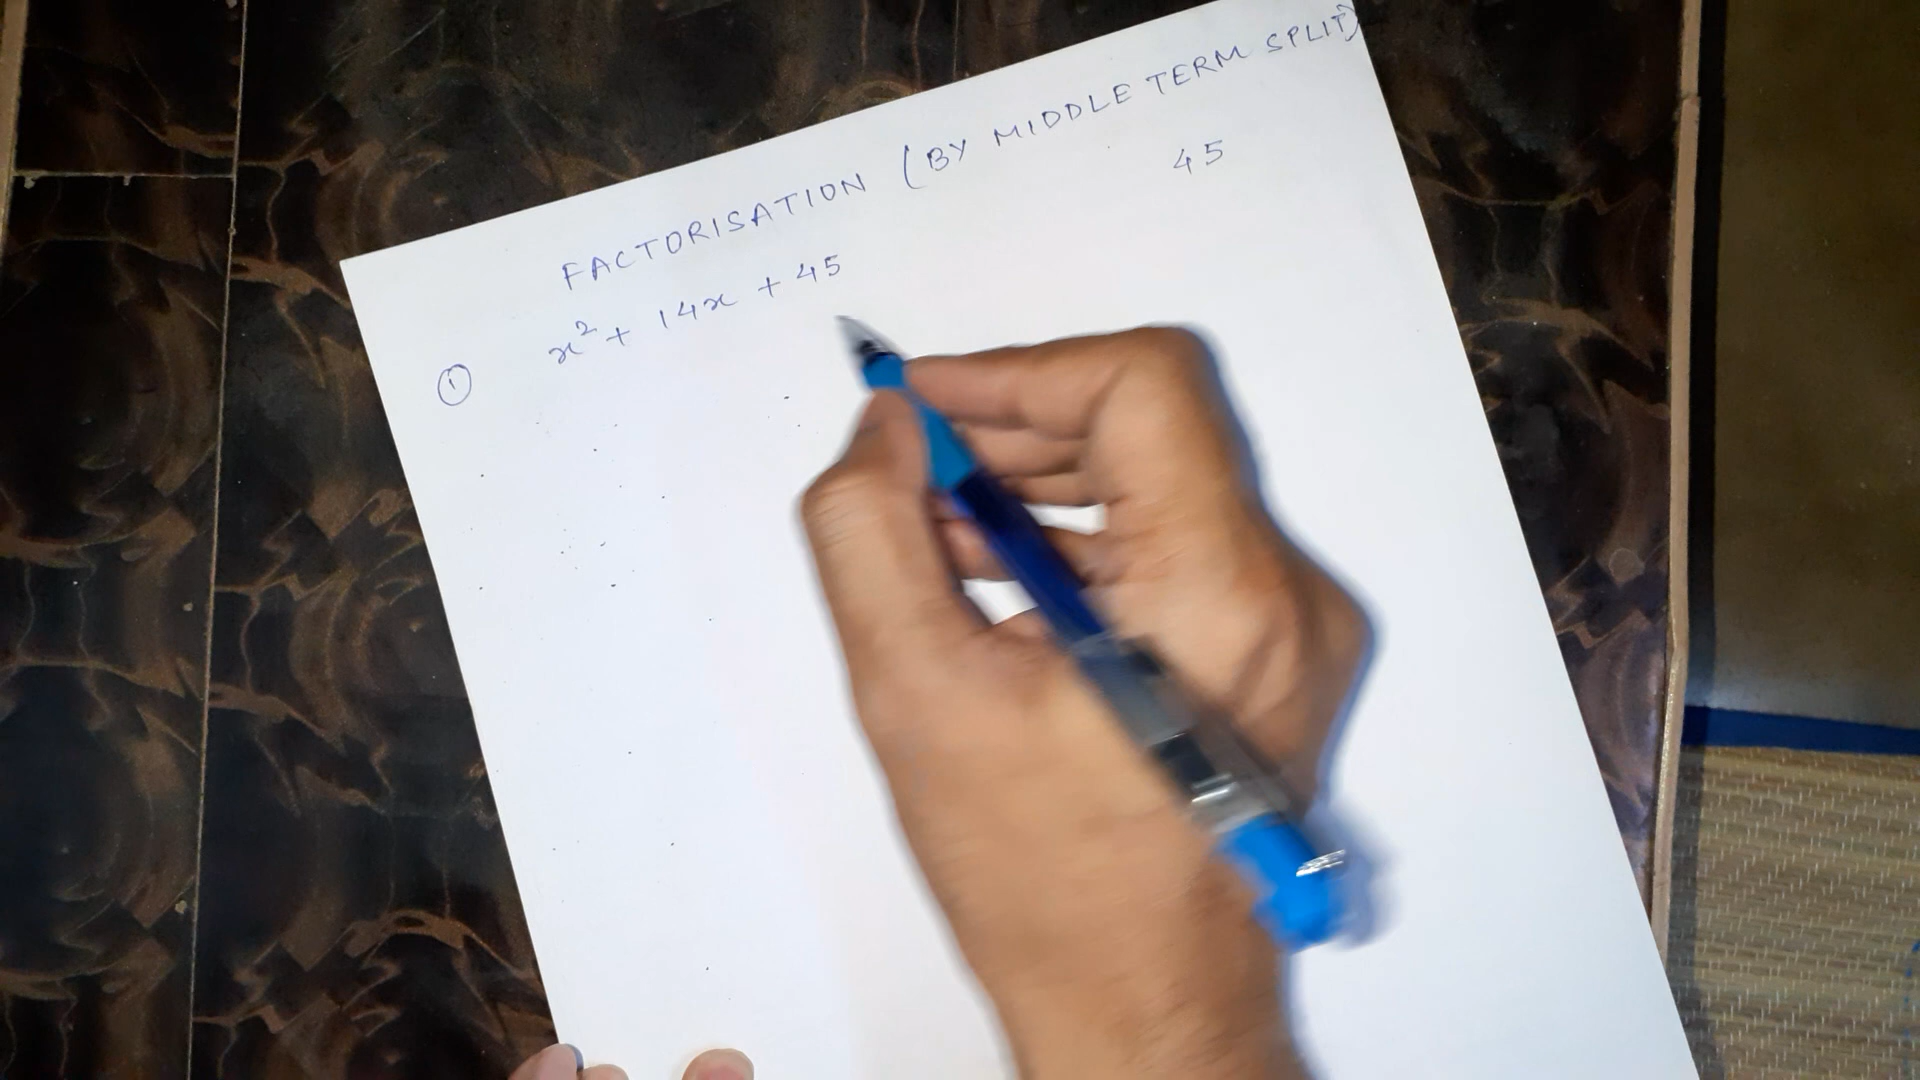 FACTORISATION (BY MIDDLE TERM SPLIT)
45
① x² + 14x + 45